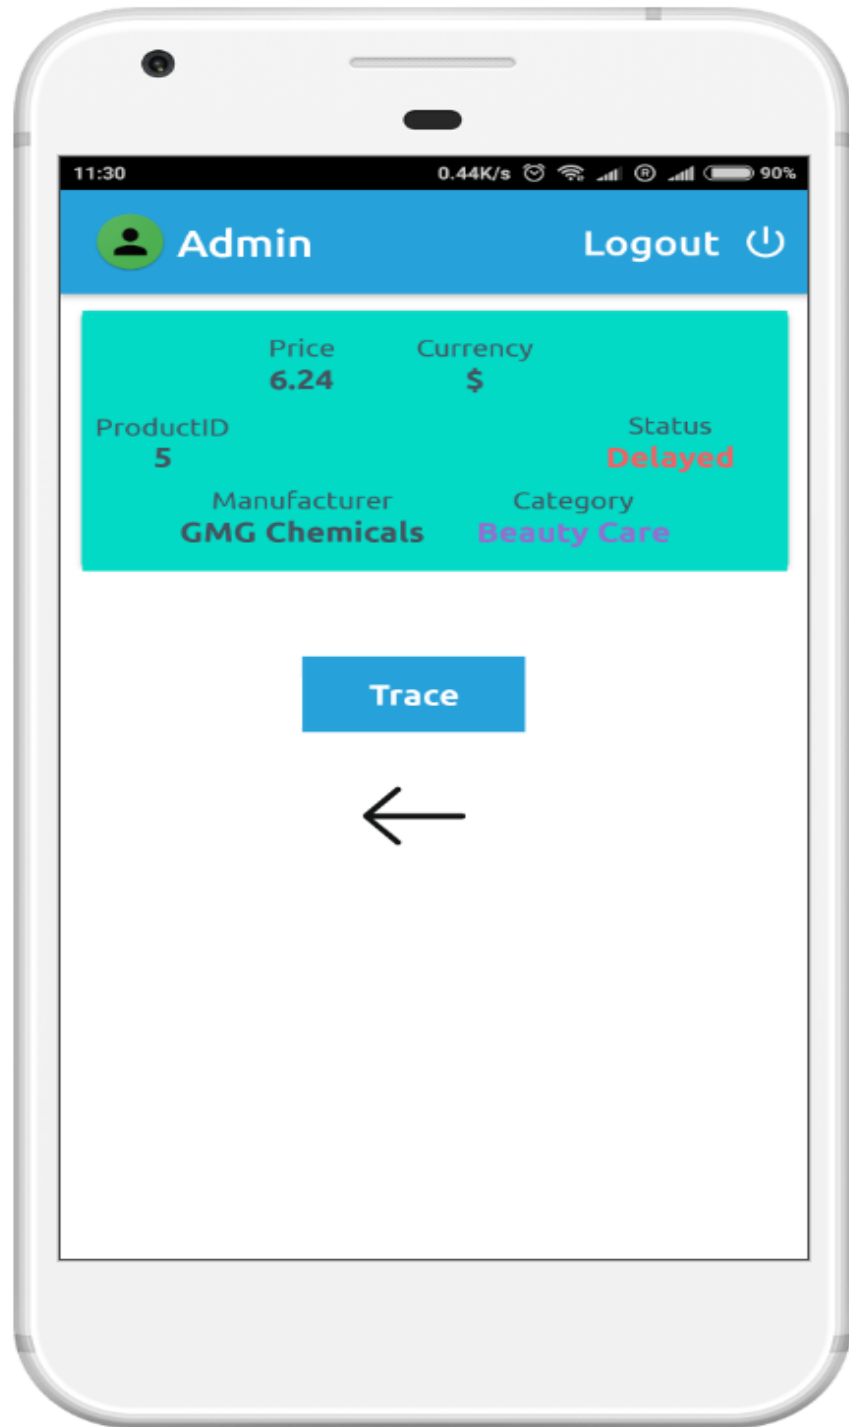 11:30 0.44K/s ® 90%
Admin Logout
Price Currency
6.24 $
ProductID Status
5 Delayed
Manufacturer Category
GMG Chemicals Beauty Care
Trace